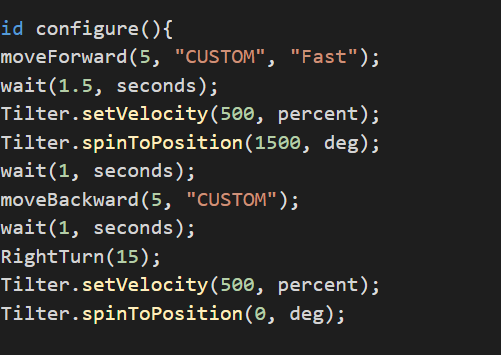 id configure(){
moveForward(5, "CUSTOM", "Fast");
wait(1.5, seconds);
Tilter.setVelocity(500, percent);
Tilter.spinToPosition(1500, deg);
wait(1, seconds);
moveBackward(5, "CUSTOM");
wait(1, seconds);
RightTurn(15);
Tilter.setVelocity(500, percent);
Tilter.spinToPosition(0, deg);